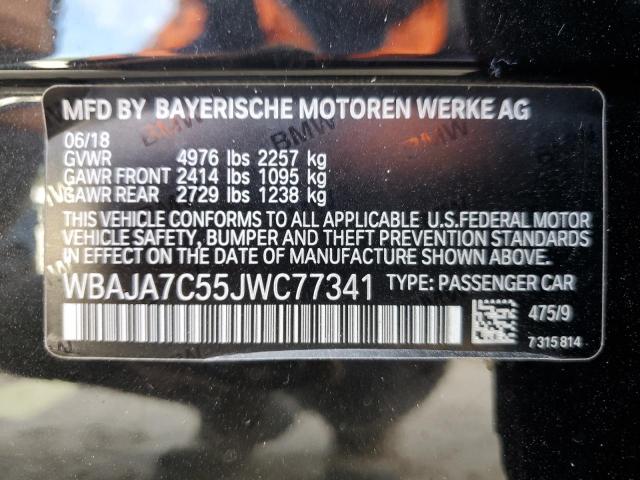 MFD BY BAYERISCHE MOTOREN WERKE AG
06/18
GVWR 4976 lbs 2257 kg
GAWR FRONT 2414 lbs 1095 kg
GAWR REAR 2729 lbs 1238 kg
THIS VEHICLE CONFORMS TO ALL APPLICABLE U.S.FEDERAL MOTOR
VEHICLE SAFETY, BUMPER AND THEFT PREVENTION STANDARDS
IN EFFECT ON THE DATE OF MANUFACTURE SHOWN ABOVE.
WBAJA7C55JWC77341 TYPE: PASSENGER CAR
475/9
7 315 814